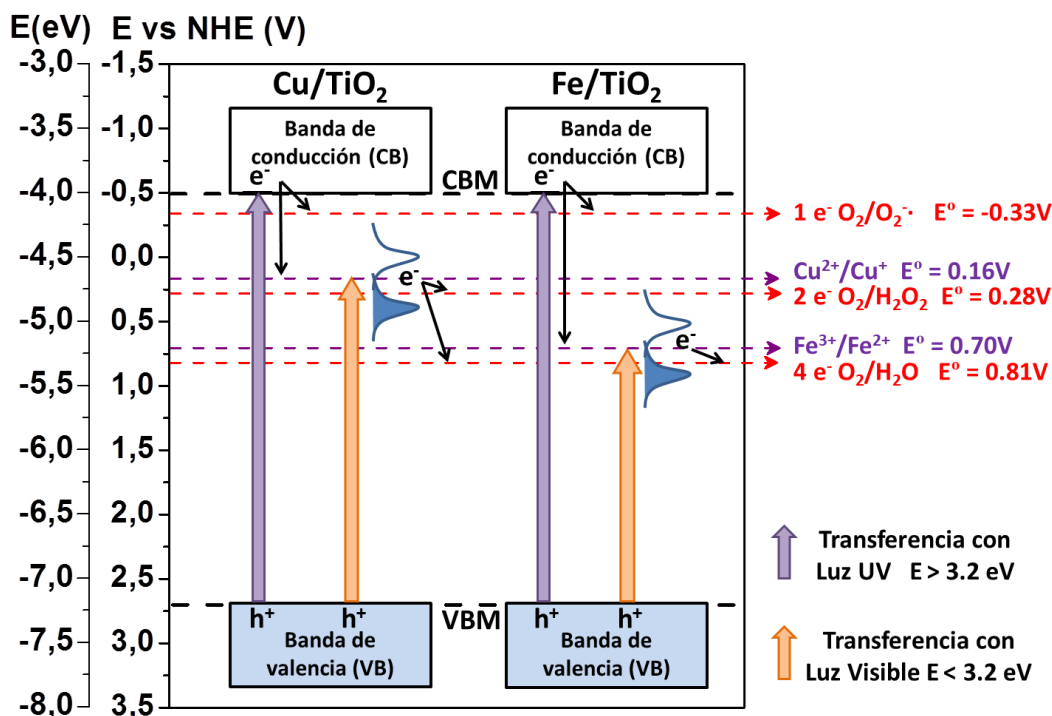 E(eV) E vs NHE (V)
-3,0 -1,5
-3,5 -1,0
-4,0 -0,5
-4,5 0,0
-5,0 0,5
-5,5 1,0
-6,0 1,5
-6,5 2,0
-7,0 2,5
-7,5 3,0
-8,0 3,5
Cu/TiO₂
Banda de
conducción (CB)
e⁻
CBM
Fe/TiO₂
Banda de
conducción (CB)
e⁻
e⁻
e⁻
h⁺ h⁺
Banda de
valencia (VB)
VBM
h⁺ h⁺
Banda de
valencia (VB)
1 e⁻ O₂/O₂⁻· Eº = -0.33V
Cu²⁺/Cu⁺ Eº = 0.16V
2 e⁻ O₂/H₂O₂ Eº = 0.28V
Fe³⁺/Fe²⁺ Eº = 0.70V
4 e⁻ O₂/H₂O Eº = 0.81V
Transferencia con
Luz UV E > 3.2 eV
Transferencia con
Luz Visible E < 3.2 eV